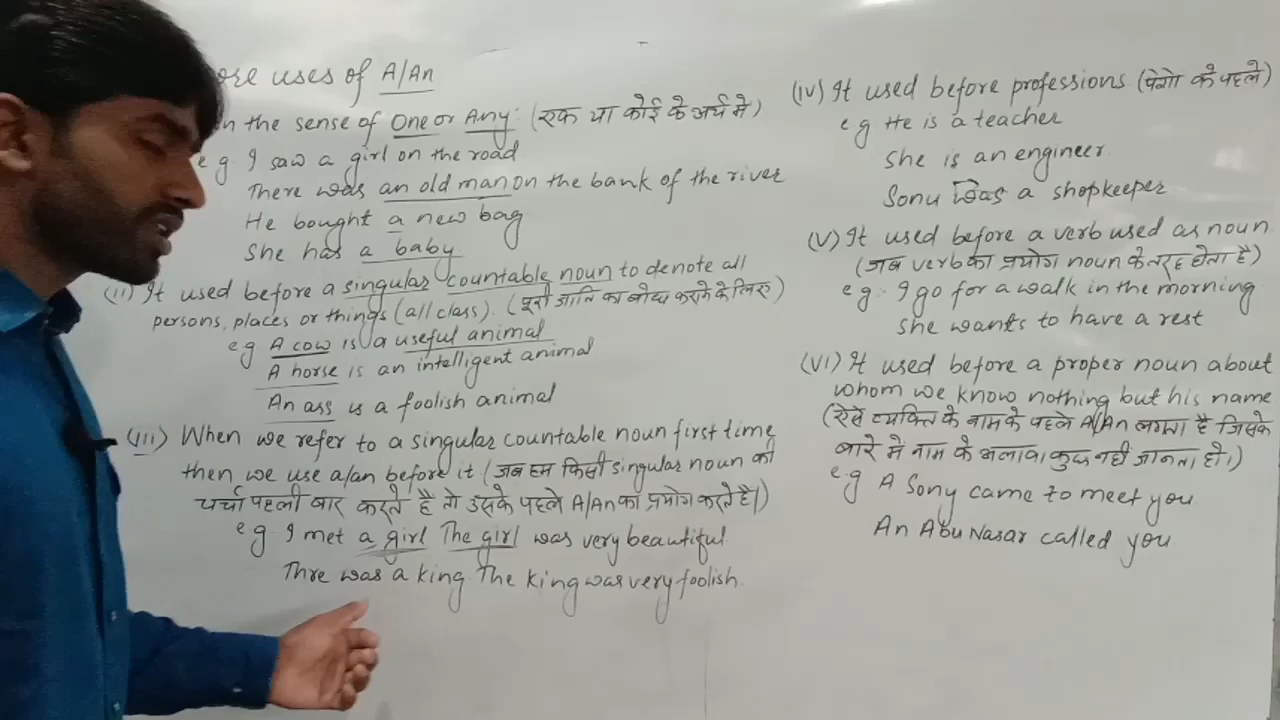 ore uses of A/An
n the sense of One or Any: (एक या कोई के अर्थ मे)
e g I saw a girl on the road
There was an old man on the bank of the river
He bought a new bag
She has a baby
(ii) It used before a singular countable noun to denote all
persons, places or things (all class). (पूरी जाति का बोध कराने के लिए)
eg A cow is a useful animal
A horse is an intelligent animal
An ass is a foolish animal
(iii) When we refer to a singular countable noun first time
then we use a/an before it (जब हम किसी singular noun की
चर्चा पहली बार करते है तो उसके पहले A/An का प्रयोग करते है।)
eg. I met a girl The girl was very beautiful
Thre was a king. The king was very foolish.
(iv) It used before professions (पेशो के पहले)
eg He is a teacher
She is an engineer.
Sonu was a shopkeeper
(V) It used before a verb used as noun
(जब verb का प्रयोग noun के तरह होता है)
eg. I go for a walk in the morning
She wants to have a rest
(VI) It used before a proper noun about
whom we know nothing but his name
(ऐसे व्यक्ति के नाम के पहले A/An लगता है जिसके
बारे मे नाम के अलावा कुछ नही जानता हो।)
eg A Sony came to meet you
An Abu Nasar called you